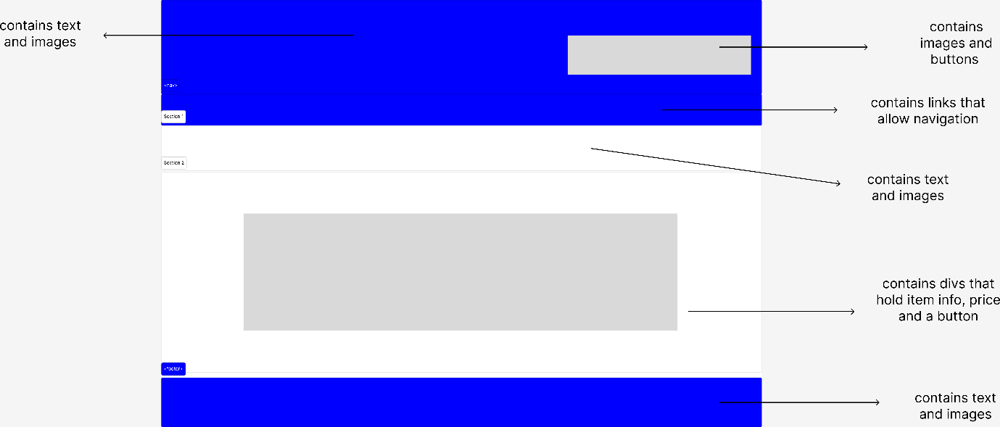 contains text
and images
contains
images and
buttons
<nav>
contains links that
allow navigation
Section 1
Section 2
contains text
and images
contains divs that
hold item info, price
and a button
<footer>
contains text
and images